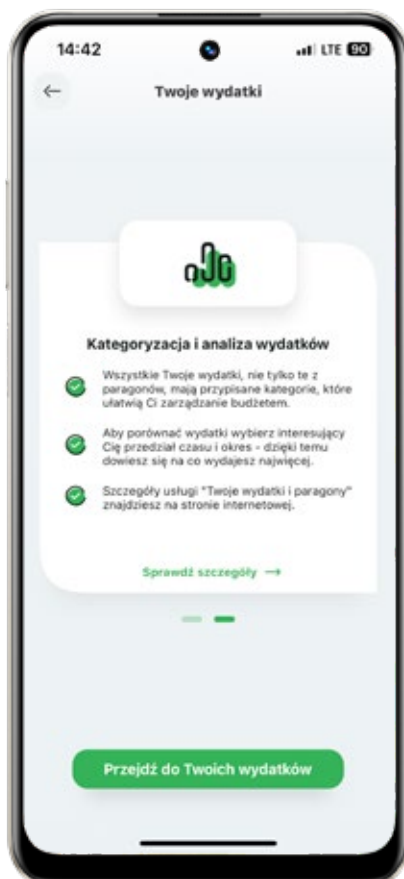 14:42
LTE 90
Twoje wydatki
Kategoryzacja i analiza wydatków
Wszystkie Twoje wydatki, nie tylko te z
paragonów, mają przypisane kategorie, które
ułatwią Ci zarządzanie budżetem.
Aby porównać wydatki wybierz interesujący
Cię przedział czasu i okres – dzięki temu
dowiesz się na co wydajesz najwięcej.
Szczegóły usługi "Twoje wydatki i paragony"
znajdziesz na stronie internetowej.
Sprawdź szczegóły →
Przejdź do Twoich wydatków